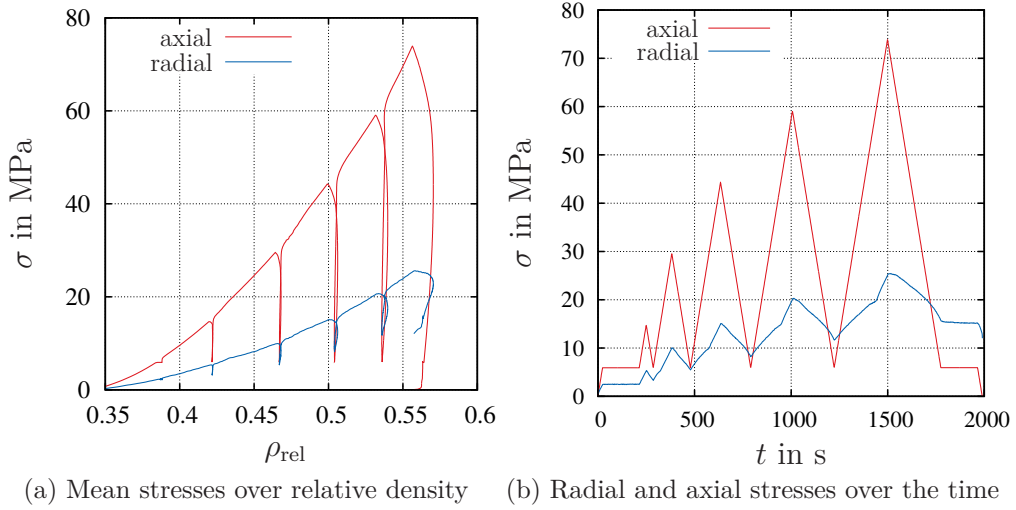 80
60
40
20
0
0.35
0.4
0.45
0.5
0.55
0.6
σ in MPa
ρrel
axial
radial
(a) Mean stresses over relative density
80
70
60
50
40
30
20
10
0
0
500
1000
1500
2000
σ in MPa
t in s
axial
radial
(b) Radial and axial stresses over the time